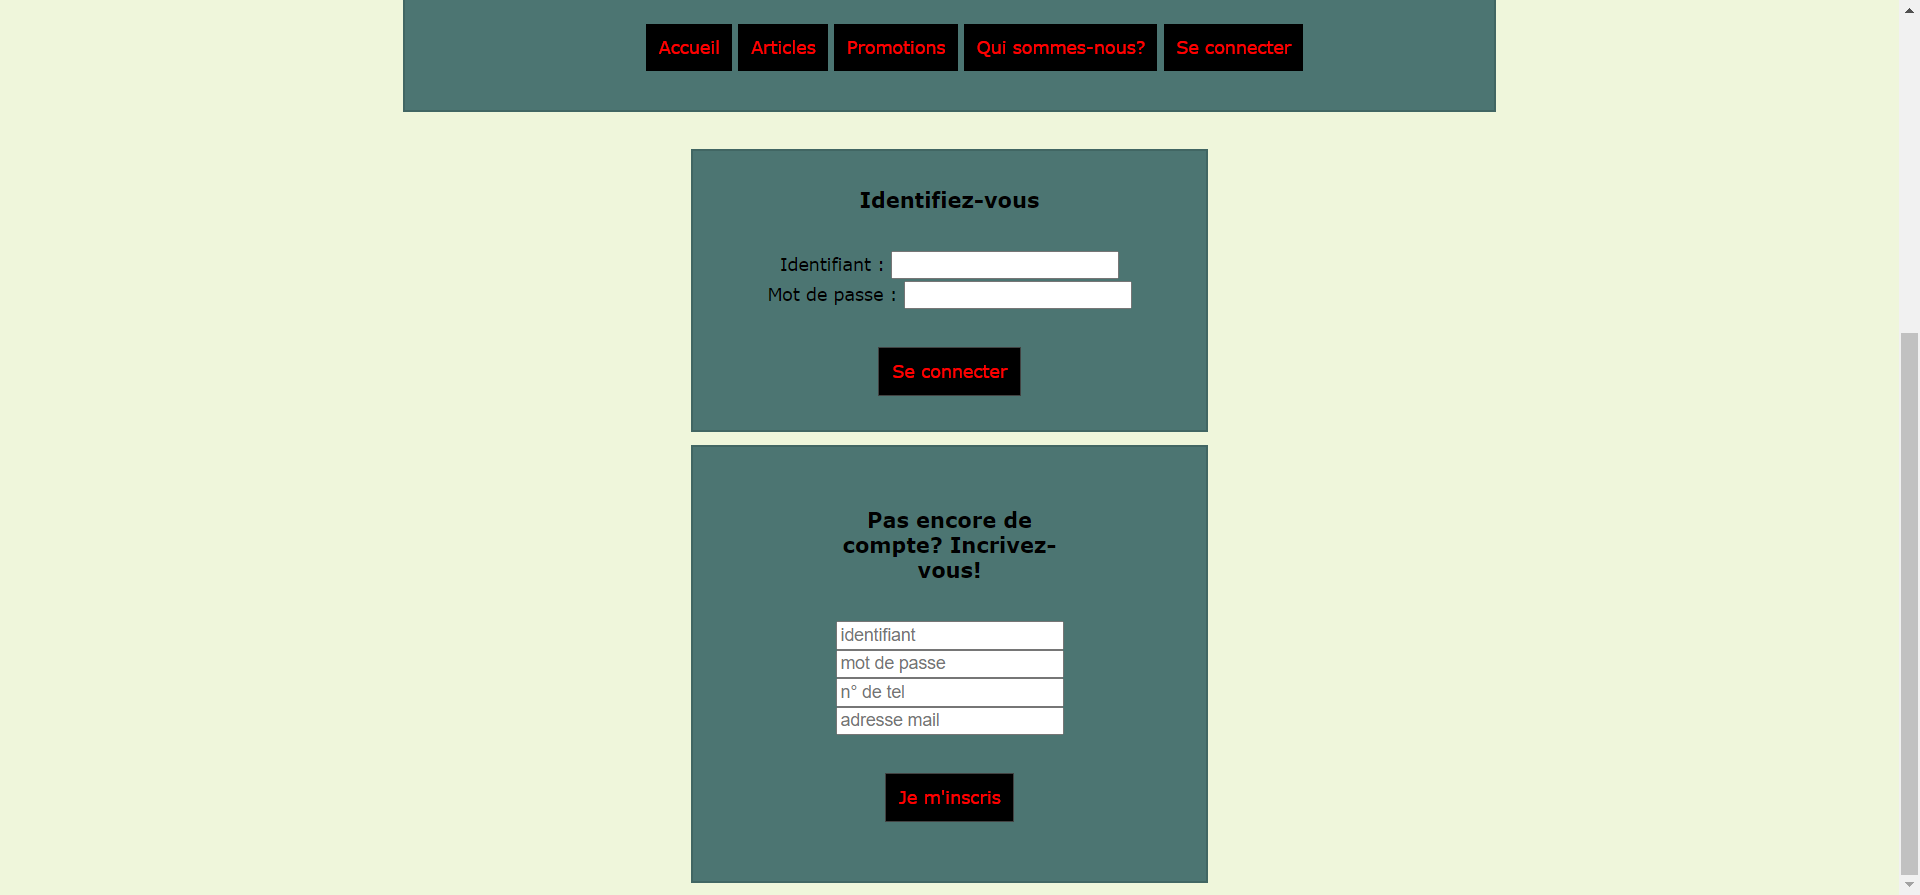 Accueil Articles Promotions Qui sommes-nous? Se connecter
Identifiez-vous
Identifiant :
Mot de passe :
Se connecter
Pas encore de
compte? Incrivez-
vous!
identifiant
mot de passe
n° de tel
adresse mail
Je m'inscris